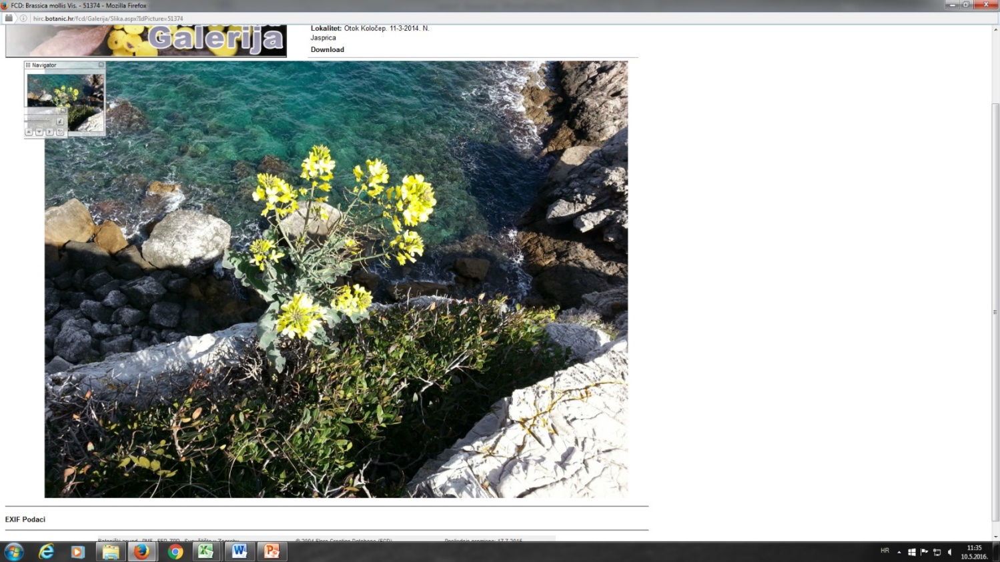 FCD: Brassica mollis Vis. - 51374 - Mozilla Firefox
hirc.botanic.hr/fcd/Galerija/Slika.aspx?IdPicture=51374
Galerija
Lokalitet: Otok Koločep. 11-3-2014. N.
Jasprica
Download
Navigator
EXIF Podaci
HR
11:35
10.5.2016.